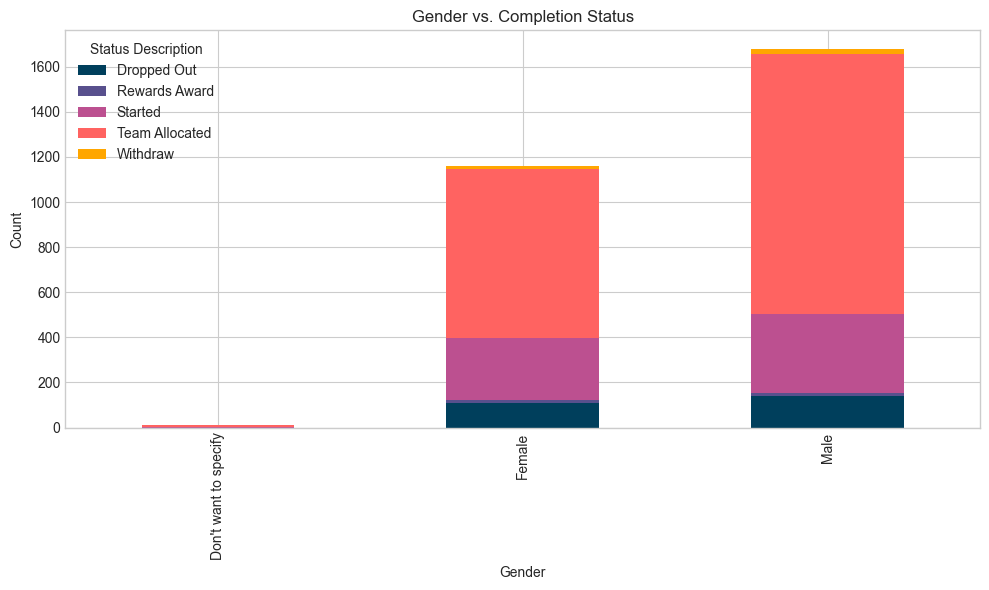 Gender vs. Completion Status
Status Description
Dropped Out
Rewards Award
Started
Team Allocated
Withdraw
Count
1600
1400
1200
1000
800
600
400
200
0
Don't want to specify
Female
Male
Gender